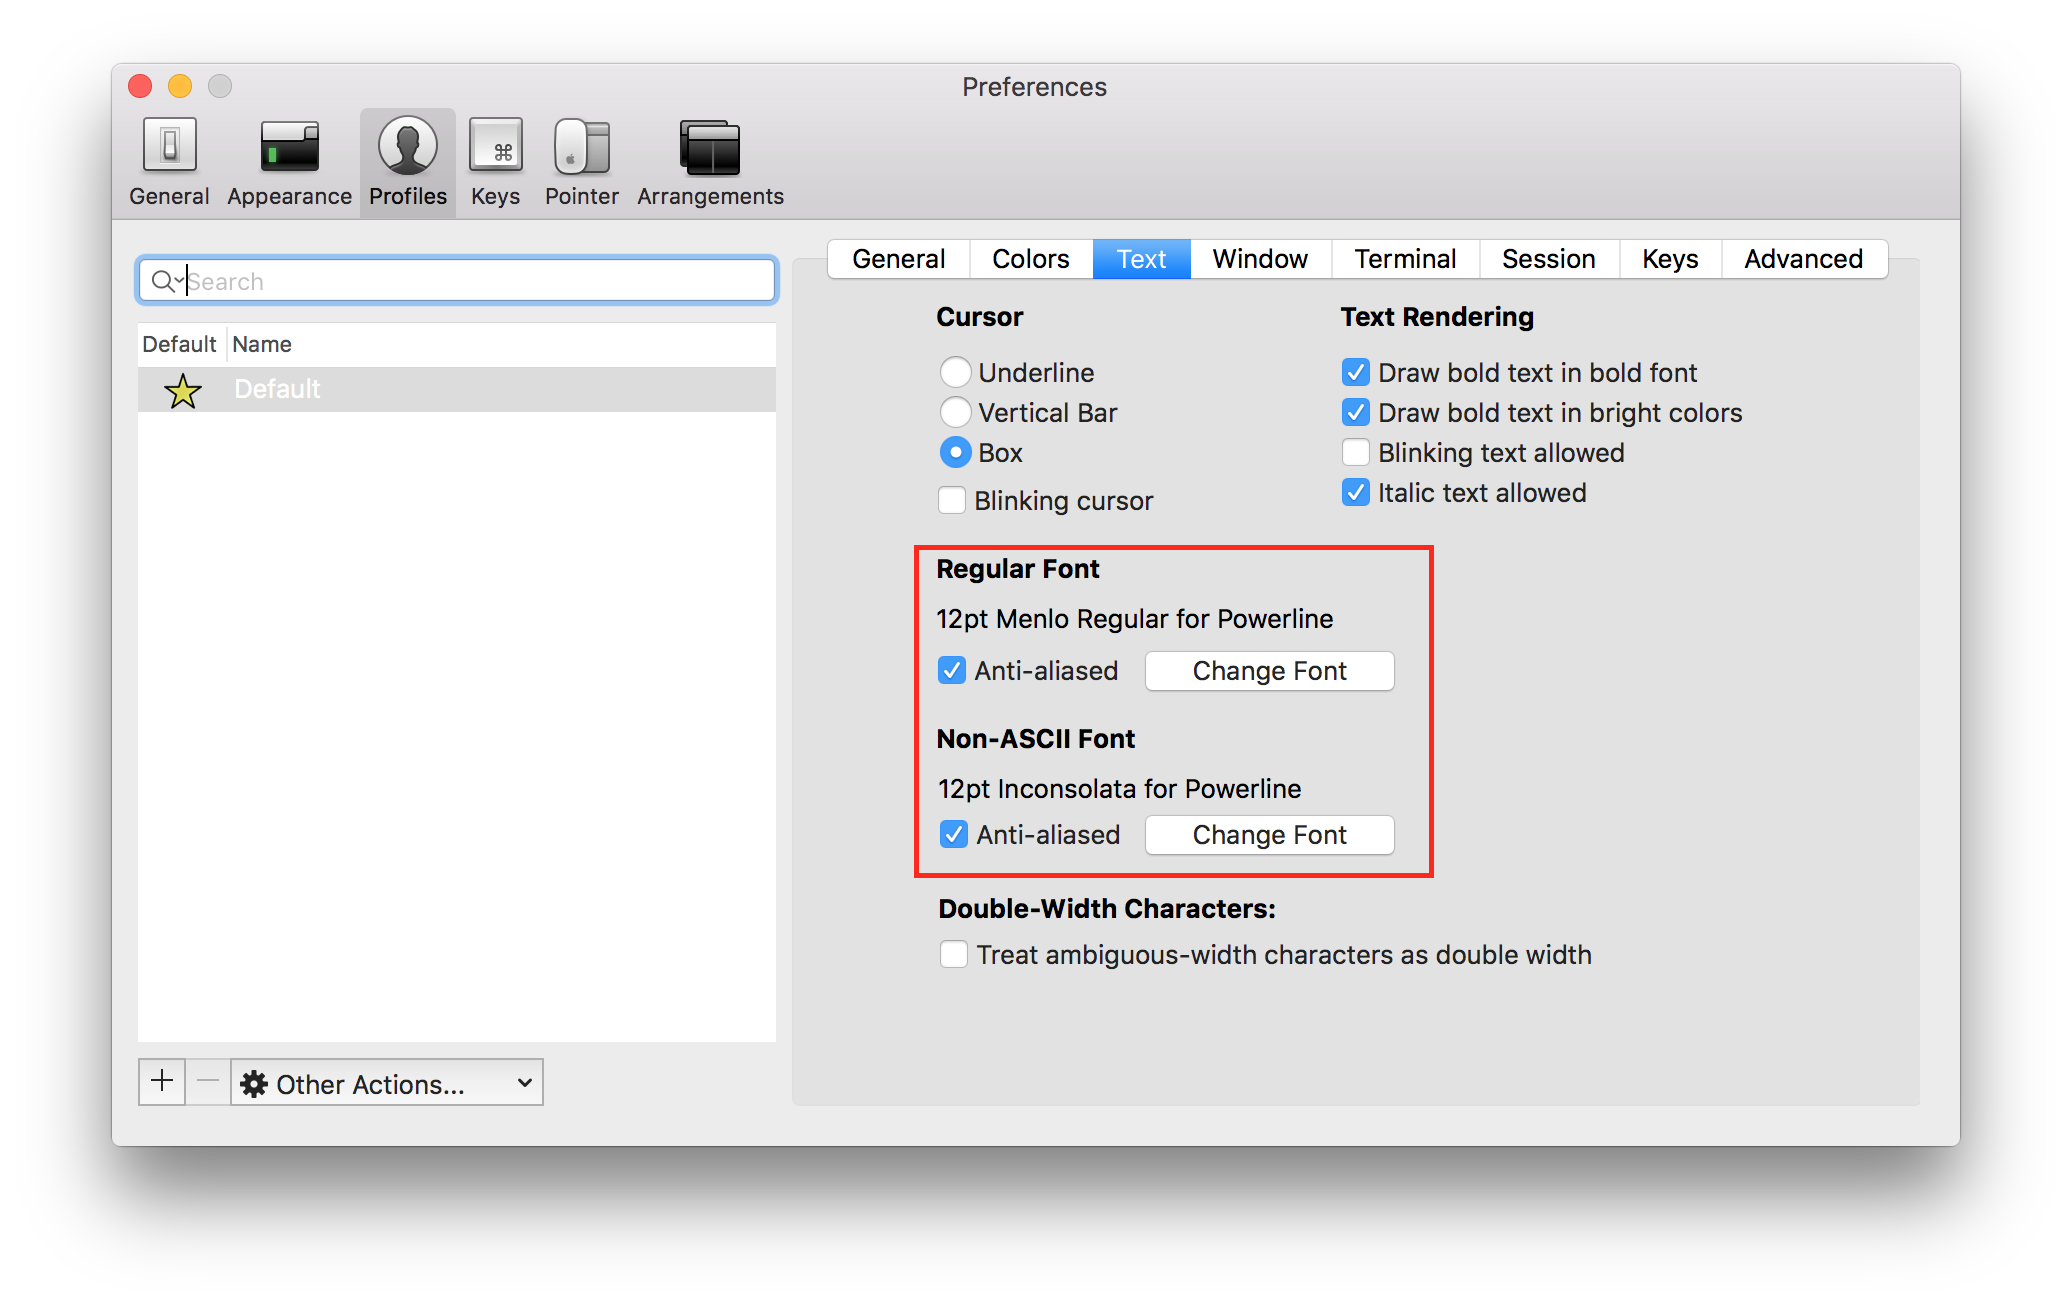 Preferences
General Appearance Profiles Keys Pointer Arrangements
Search
Default Name
Default
Other Actions...
General Colors Text Window Terminal Session Keys Advanced
Cursor
Underline
Vertical Bar
Box
Blinking cursor
Text Rendering
Draw bold text in bold font
Draw bold text in bright colors
Blinking text allowed
Italic text allowed
Regular Font
12pt Menlo Regular for Powerline
Anti-aliased Change Font
Non-ASCII Font
12pt Inconsolata for Powerline
Anti-aliased Change Font
Double-Width Characters:
Treat ambiguous-width characters as double width